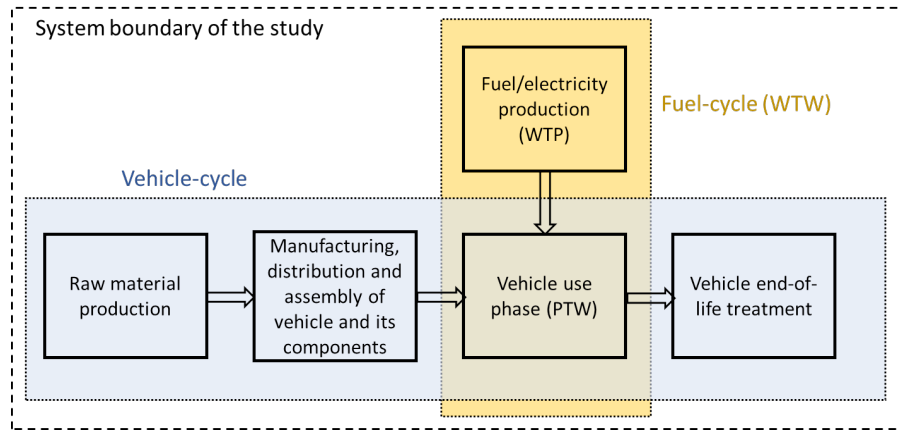 System boundary of the study
Fuel/electricity
production
(WTP)
Fuel-cycle (WTW)
Vehicle-cycle
Raw material
production
Manufacturing,
distribution and
assembly of
vehicle and its
components
Vehicle use
phase (PTW)
Vehicle end-of-
life treatment